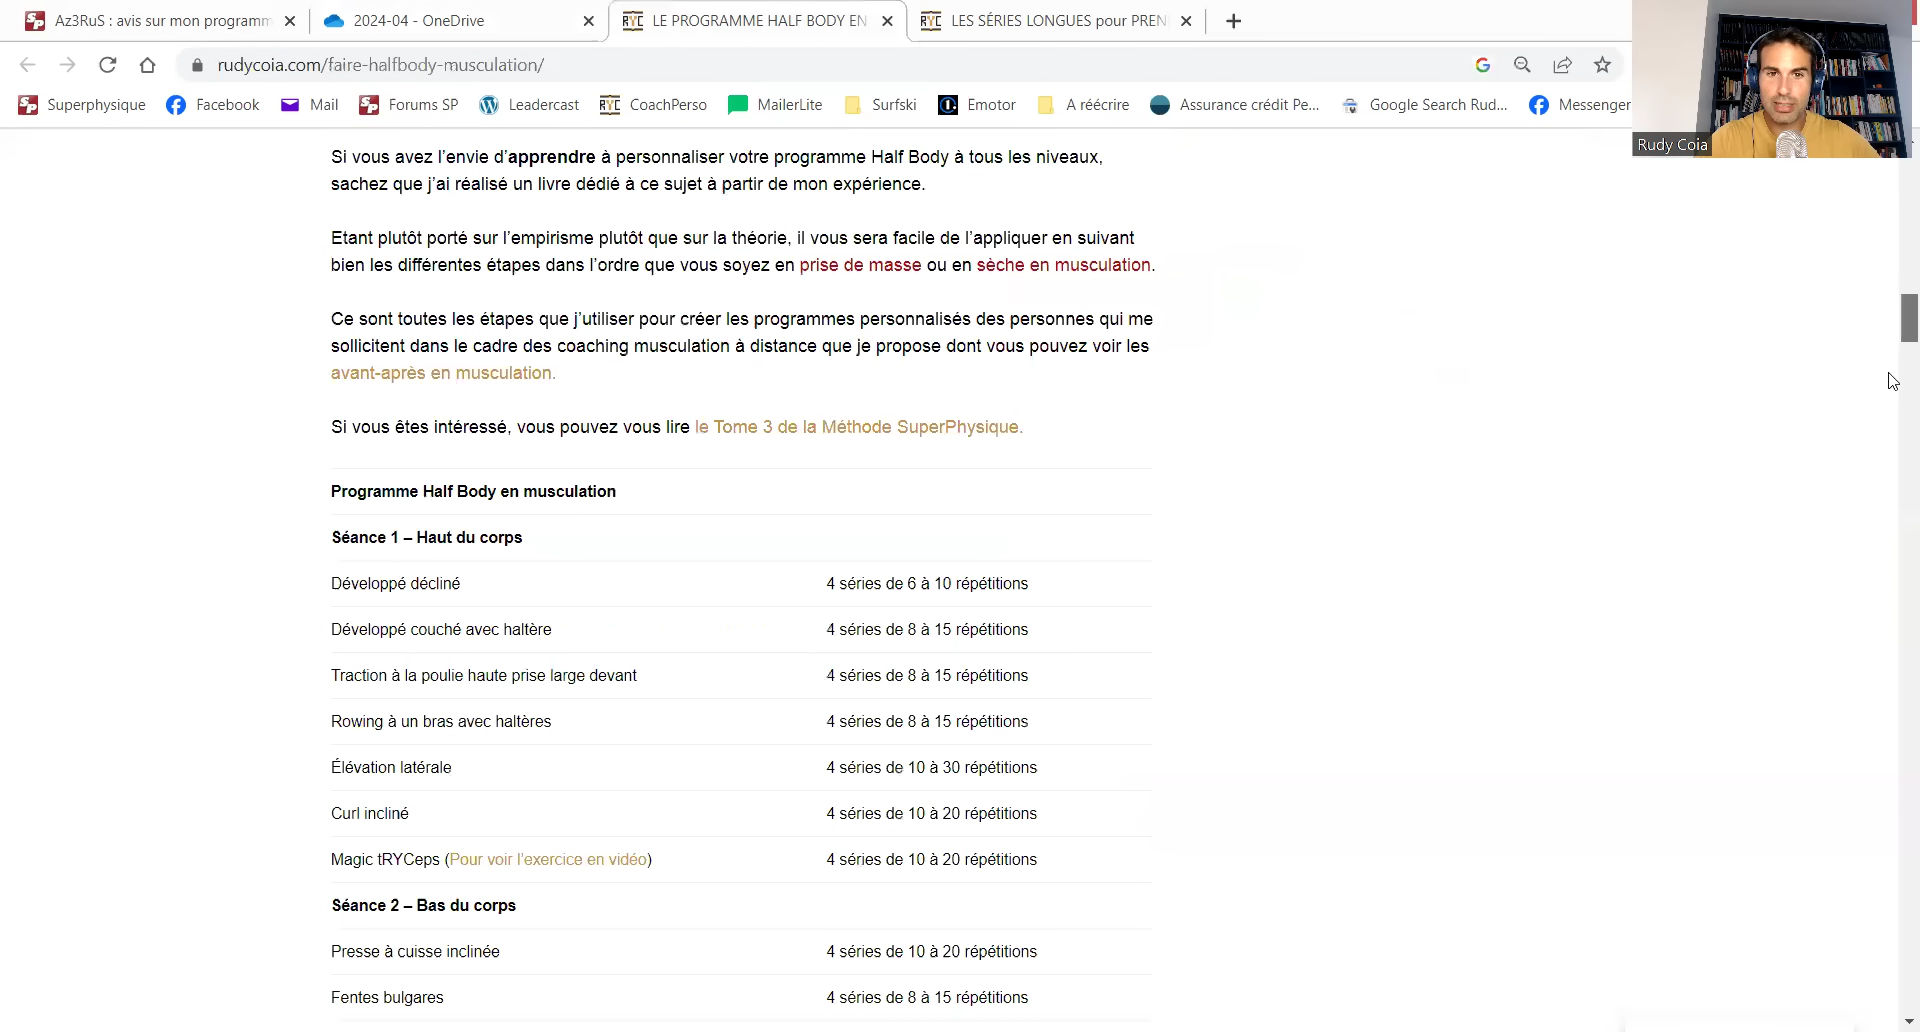 Az3RuS : avis sur mon programm
2024-04 - OneDrive
LE PROGRAMME HALF BODY EN
LES SÉRIES LONGUES pour PREN
rudycoia.com/faire-halfbody-musculation/
Superphysique
Facebook
Mail
Forums SP
Leadercast
CoachPerso
MailerLite
Surfski
Emotor
A réécrire
Assurance crédit Pe...
Google Search Rud...
Messenger
Rudy Coia
Si vous avez l'envie d'apprendre à personnaliser votre programme Half Body à tous les niveaux,
sachez que j'ai réalisé un livre dédié à ce sujet à partir de mon expérience.
Etant plutôt porté sur l'empirisme plutôt que sur la théorie, il vous sera facile de l'appliquer en suivant
bien les différentes étapes dans l'ordre que vous soyez en prise de masse ou en sèche en musculation.
Ce sont toutes les étapes que j'utiliser pour créer les programmes personnalisés des personnes qui me
sollicitent dans le cadre des coaching musculation à distance que je propose dont vous pouvez voir les
avant-après en musculation.
Si vous êtes intéressé, vous pouvez vous lire le Tome 3 de la Méthode SuperPhysique.
Programme Half Body en musculation
Séance 1 – Haut du corps
Développé décliné 4 séries de 6 à 10 répétitions
Développé couché avec haltère 4 séries de 8 à 15 répétitions
Traction à la poulie haute prise large devant 4 séries de 8 à 15 répétitions
Rowing à un bras avec haltères 4 séries de 8 à 15 répétitions
Élévation latérale 4 séries de 10 à 30 répétitions
Curl incliné 4 séries de 10 à 20 répétitions
Magic tRYCeps (Pour voir l'exercice en vidéo) 4 séries de 10 à 20 répétitions
Séance 2 – Bas du corps
Presse à cuisse inclinée 4 séries de 10 à 20 répétitions
Fentes bulgares 4 séries de 8 à 15 répétitions